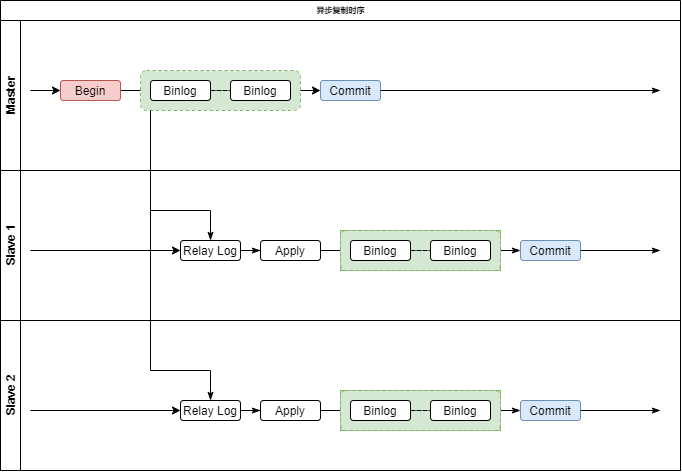 异步复制时序
Master
Begin
Binlog
Binlog
Commit
Slave 1
Relay Log
Apply
Binlog
Binlog
Commit
Slave 2
Relay Log
Apply
Binlog
Binlog
Commit